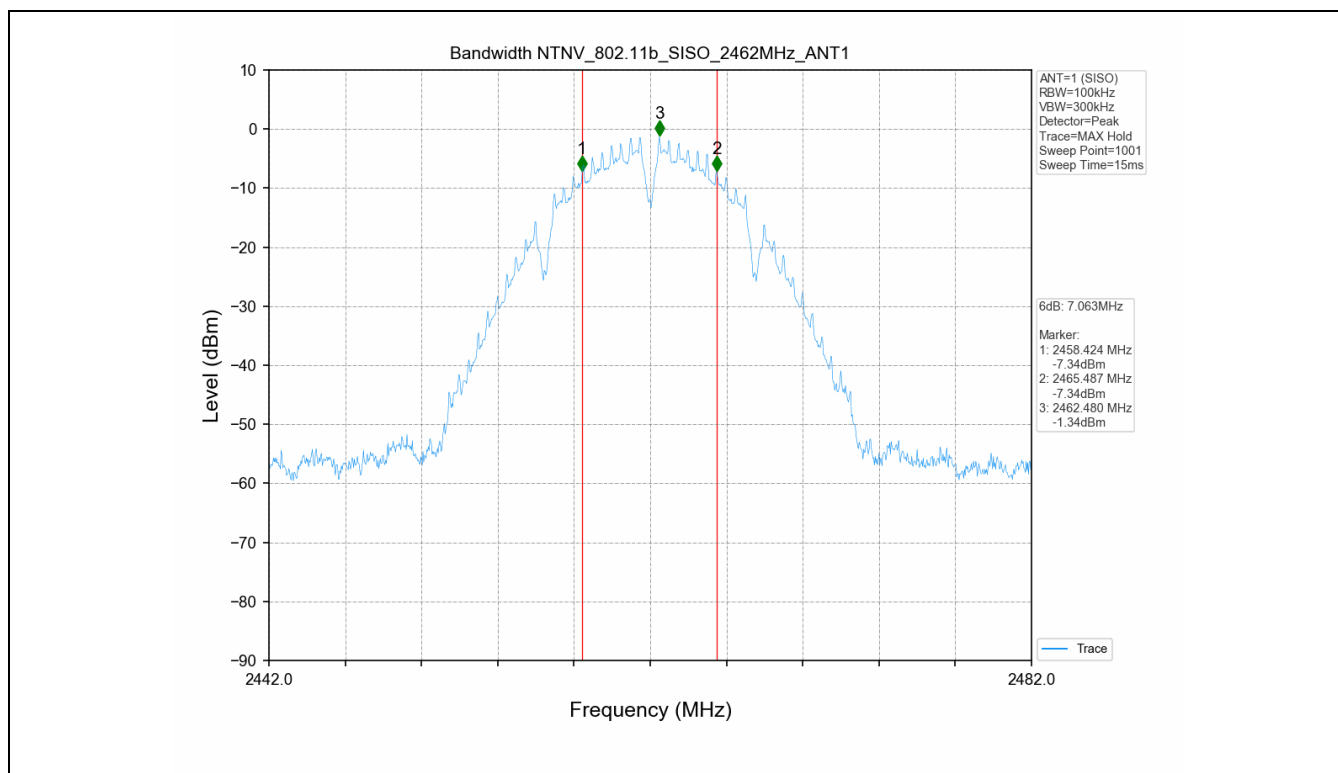 Bandwidth NTNV_802.11b_SISO_2462MHz_ANT1
10
0
−10
−20
−30
−40
−50
−60
−70
−80
−90
Level (dBm)
1
3
2
2442.0
2482.0
Frequency (MHz)
ANT=1 (SISO)
RBW=100kHz
VBW=300kHz
Detector=Peak
Trace=MAX Hold
Sweep Point=1001
Sweep Time=15ms
6dB: 7.063MHz
Marker:
1: 2458.424 MHz
-7.34dBm
2: 2465.487 MHz
-7.34dBm
3: 2462.480 MHz
-1.34dBm
Trace